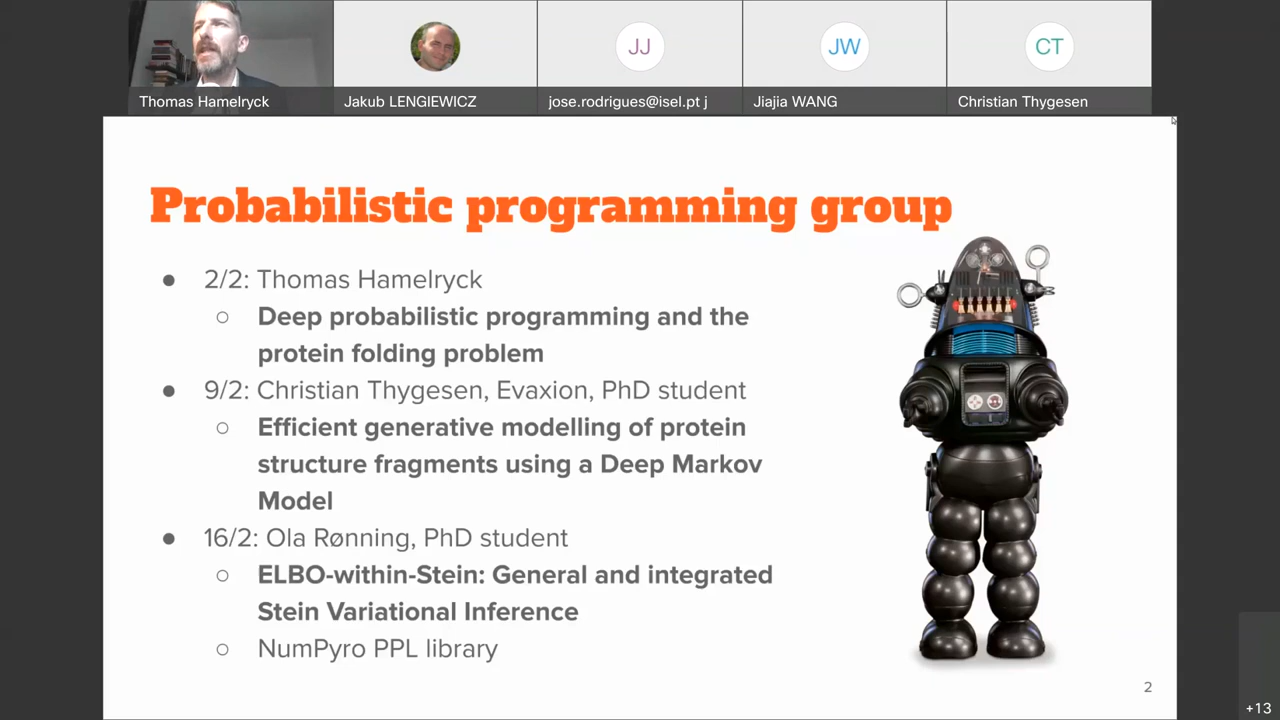 JJ
JW
CT
Thomas Hamelryck
Jakub LENGIEWICZ
jose.rodrigues@isel.pt j
Jiajia WANG
Christian Thygesen
Probabilistic programming group
● 2/2: Thomas Hamelryck
○ Deep probabilistic programming and the
protein folding problem
● 9/2: Christian Thygesen, Evaxion, PhD student
○ Efficient generative modelling of protein
structure fragments using a Deep Markov
Model
● 16/2: Ola Rønning, PhD student
○ ELBO-within-Stein: General and integrated
Stein Variational Inference
○ NumPyro PPL library
2
+13